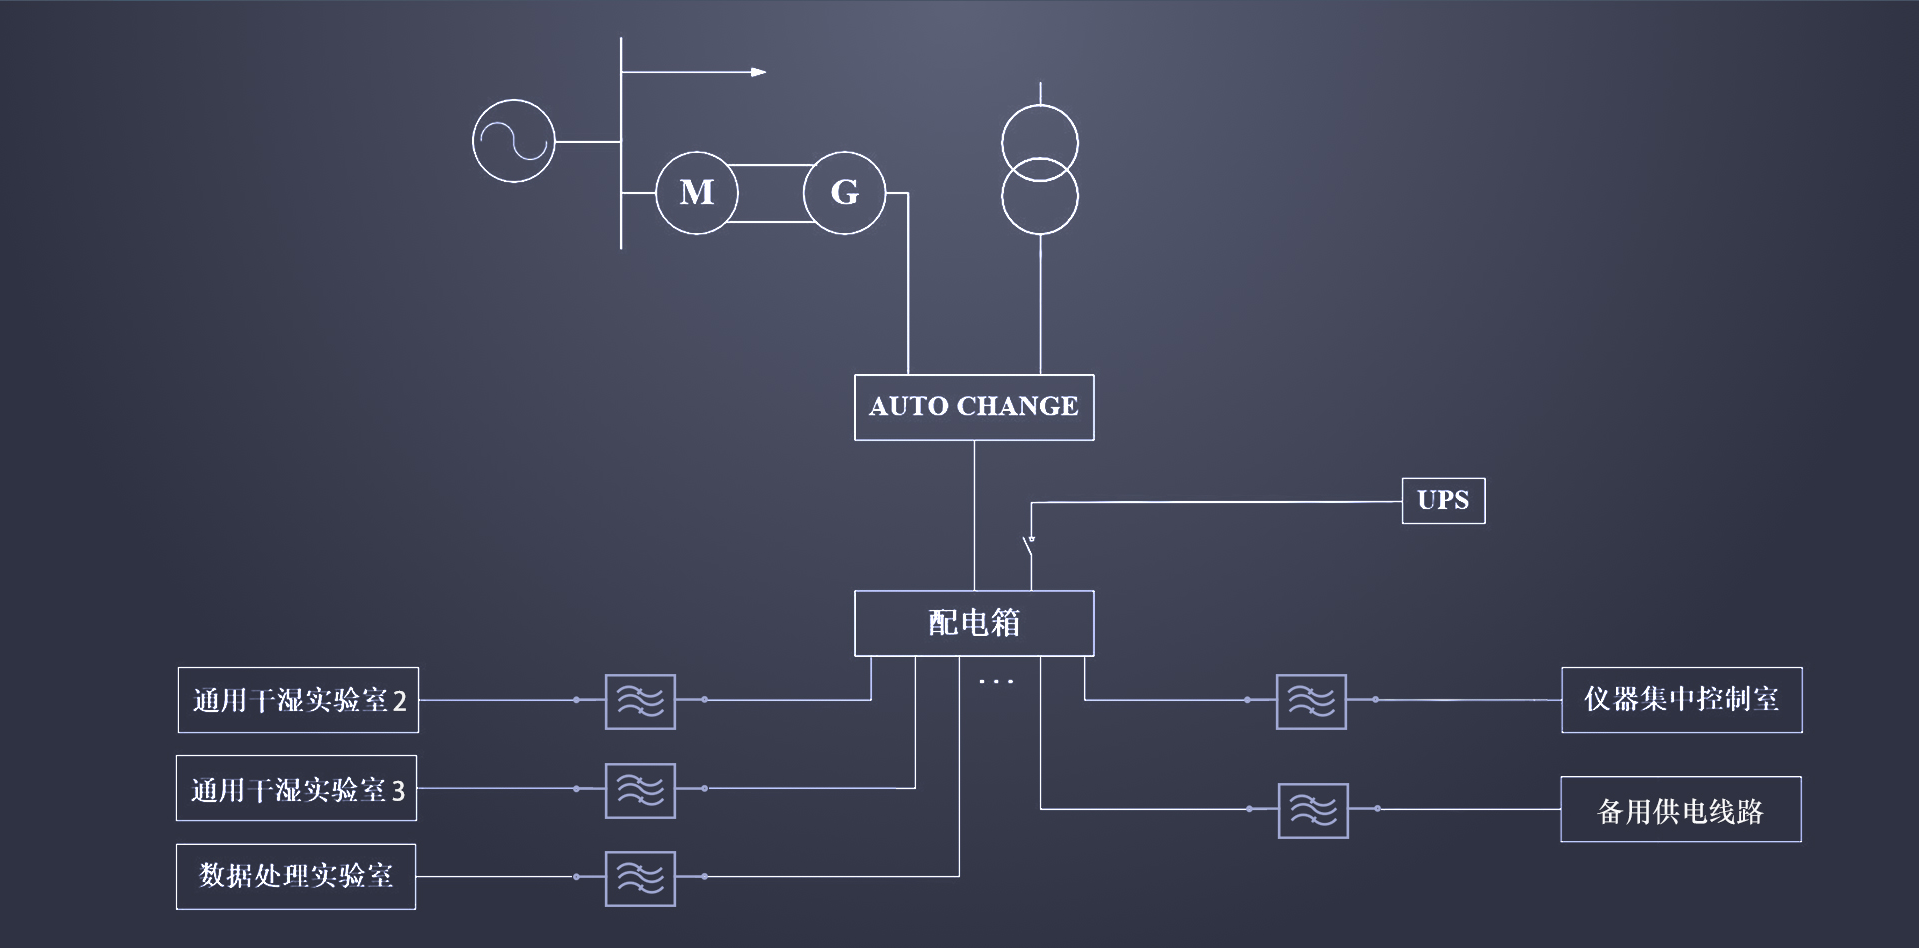 M
G
AUTO CHANGE
UPS
配电箱
...
通用干湿实验室2
仪器集中控制室
通用干湿实验室3
备用供电线路
数据处理实验室